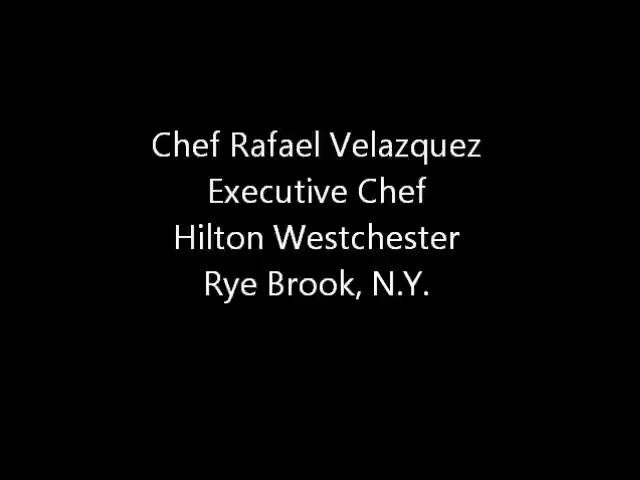 Chef Rafael Velazquez
Executive Chef
Hilton Westchester
Rye Brook, N.Y.